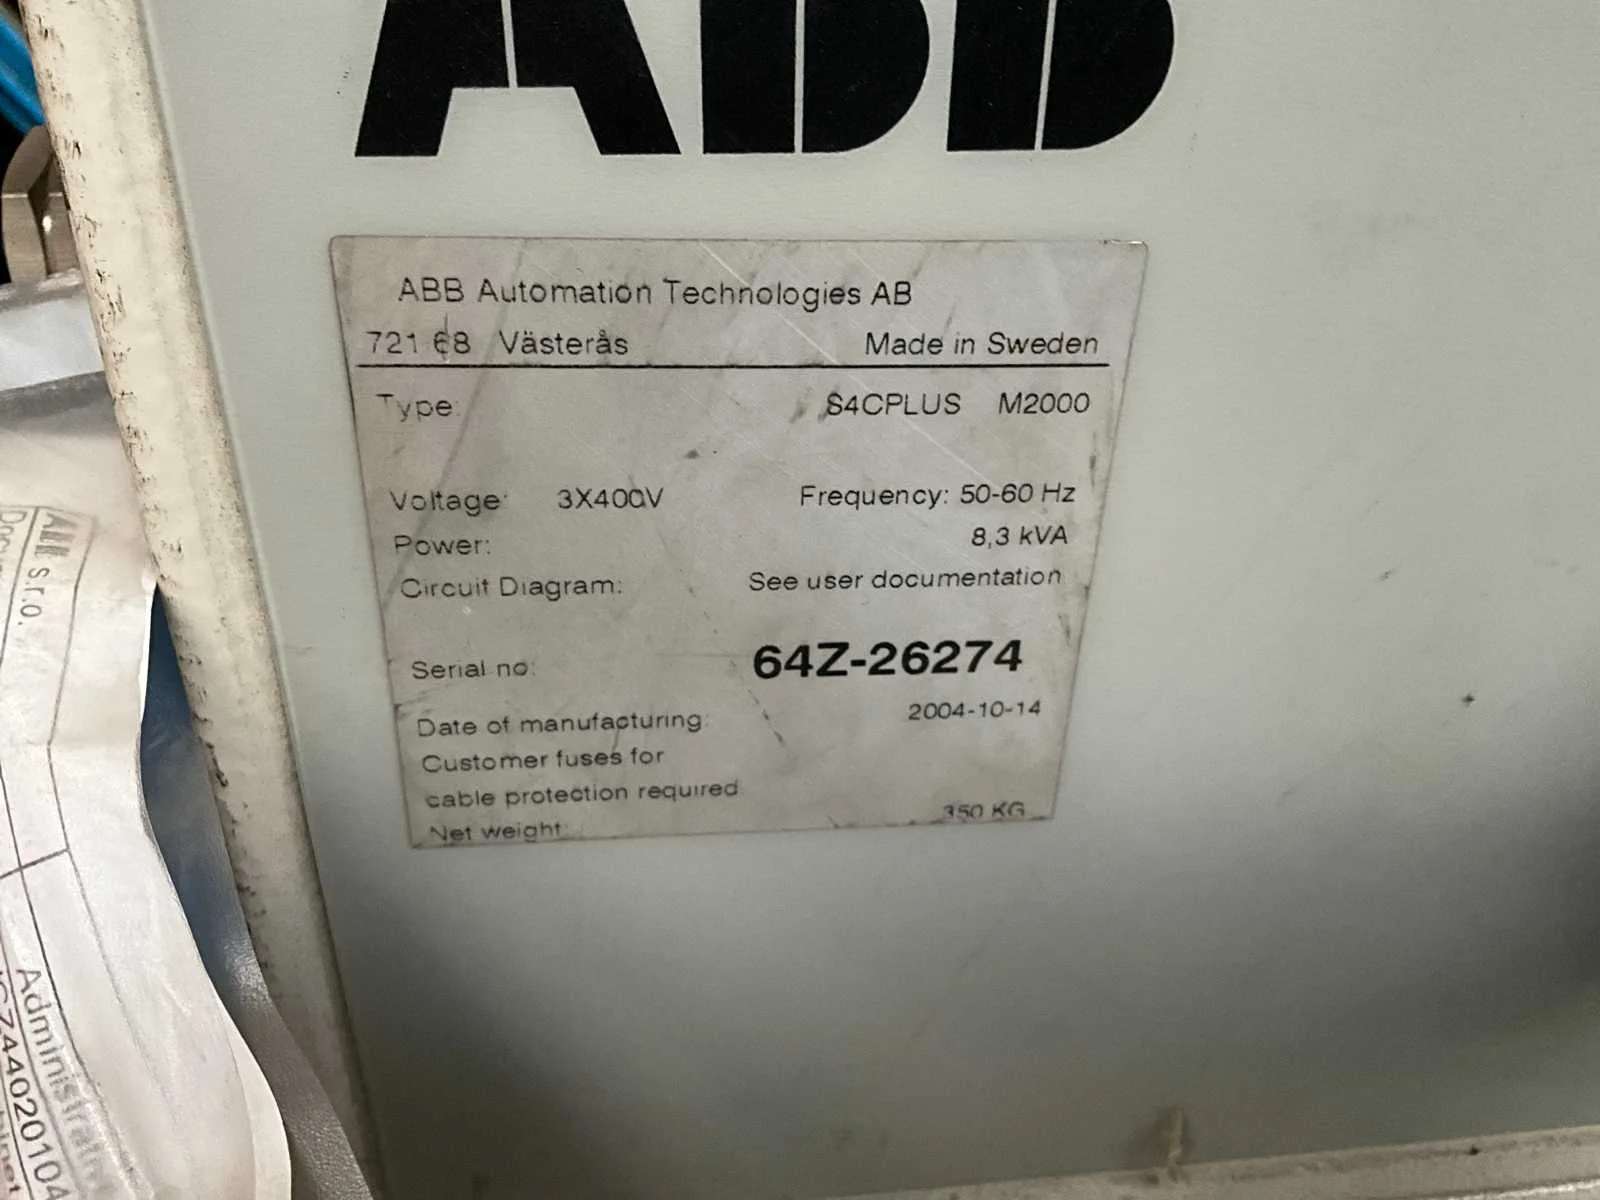 ABB
ABB Automation Technologies AB
721 68 Västerås Made in Sweden
Type: S4CPLUS M2000
Voltage: 3X400V Frequency: 50-60 Hz
Power: 8,3 kVA
Circuit Diagram: See user documentation
Serial no: 64Z-26274
Date of manufacturing: 2004-10-14
Customer fuses for
cable protection required
Net weight: 350 KG
ABB s.r.o.